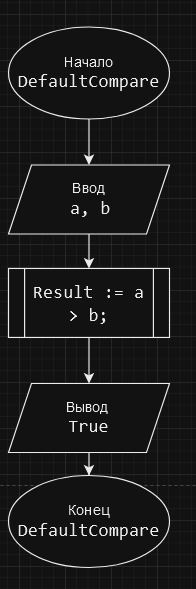 Начало
DefaultCompare
Ввод
a, b
Result := a
> b;
Вывод
True
Конец
DefaultCompare